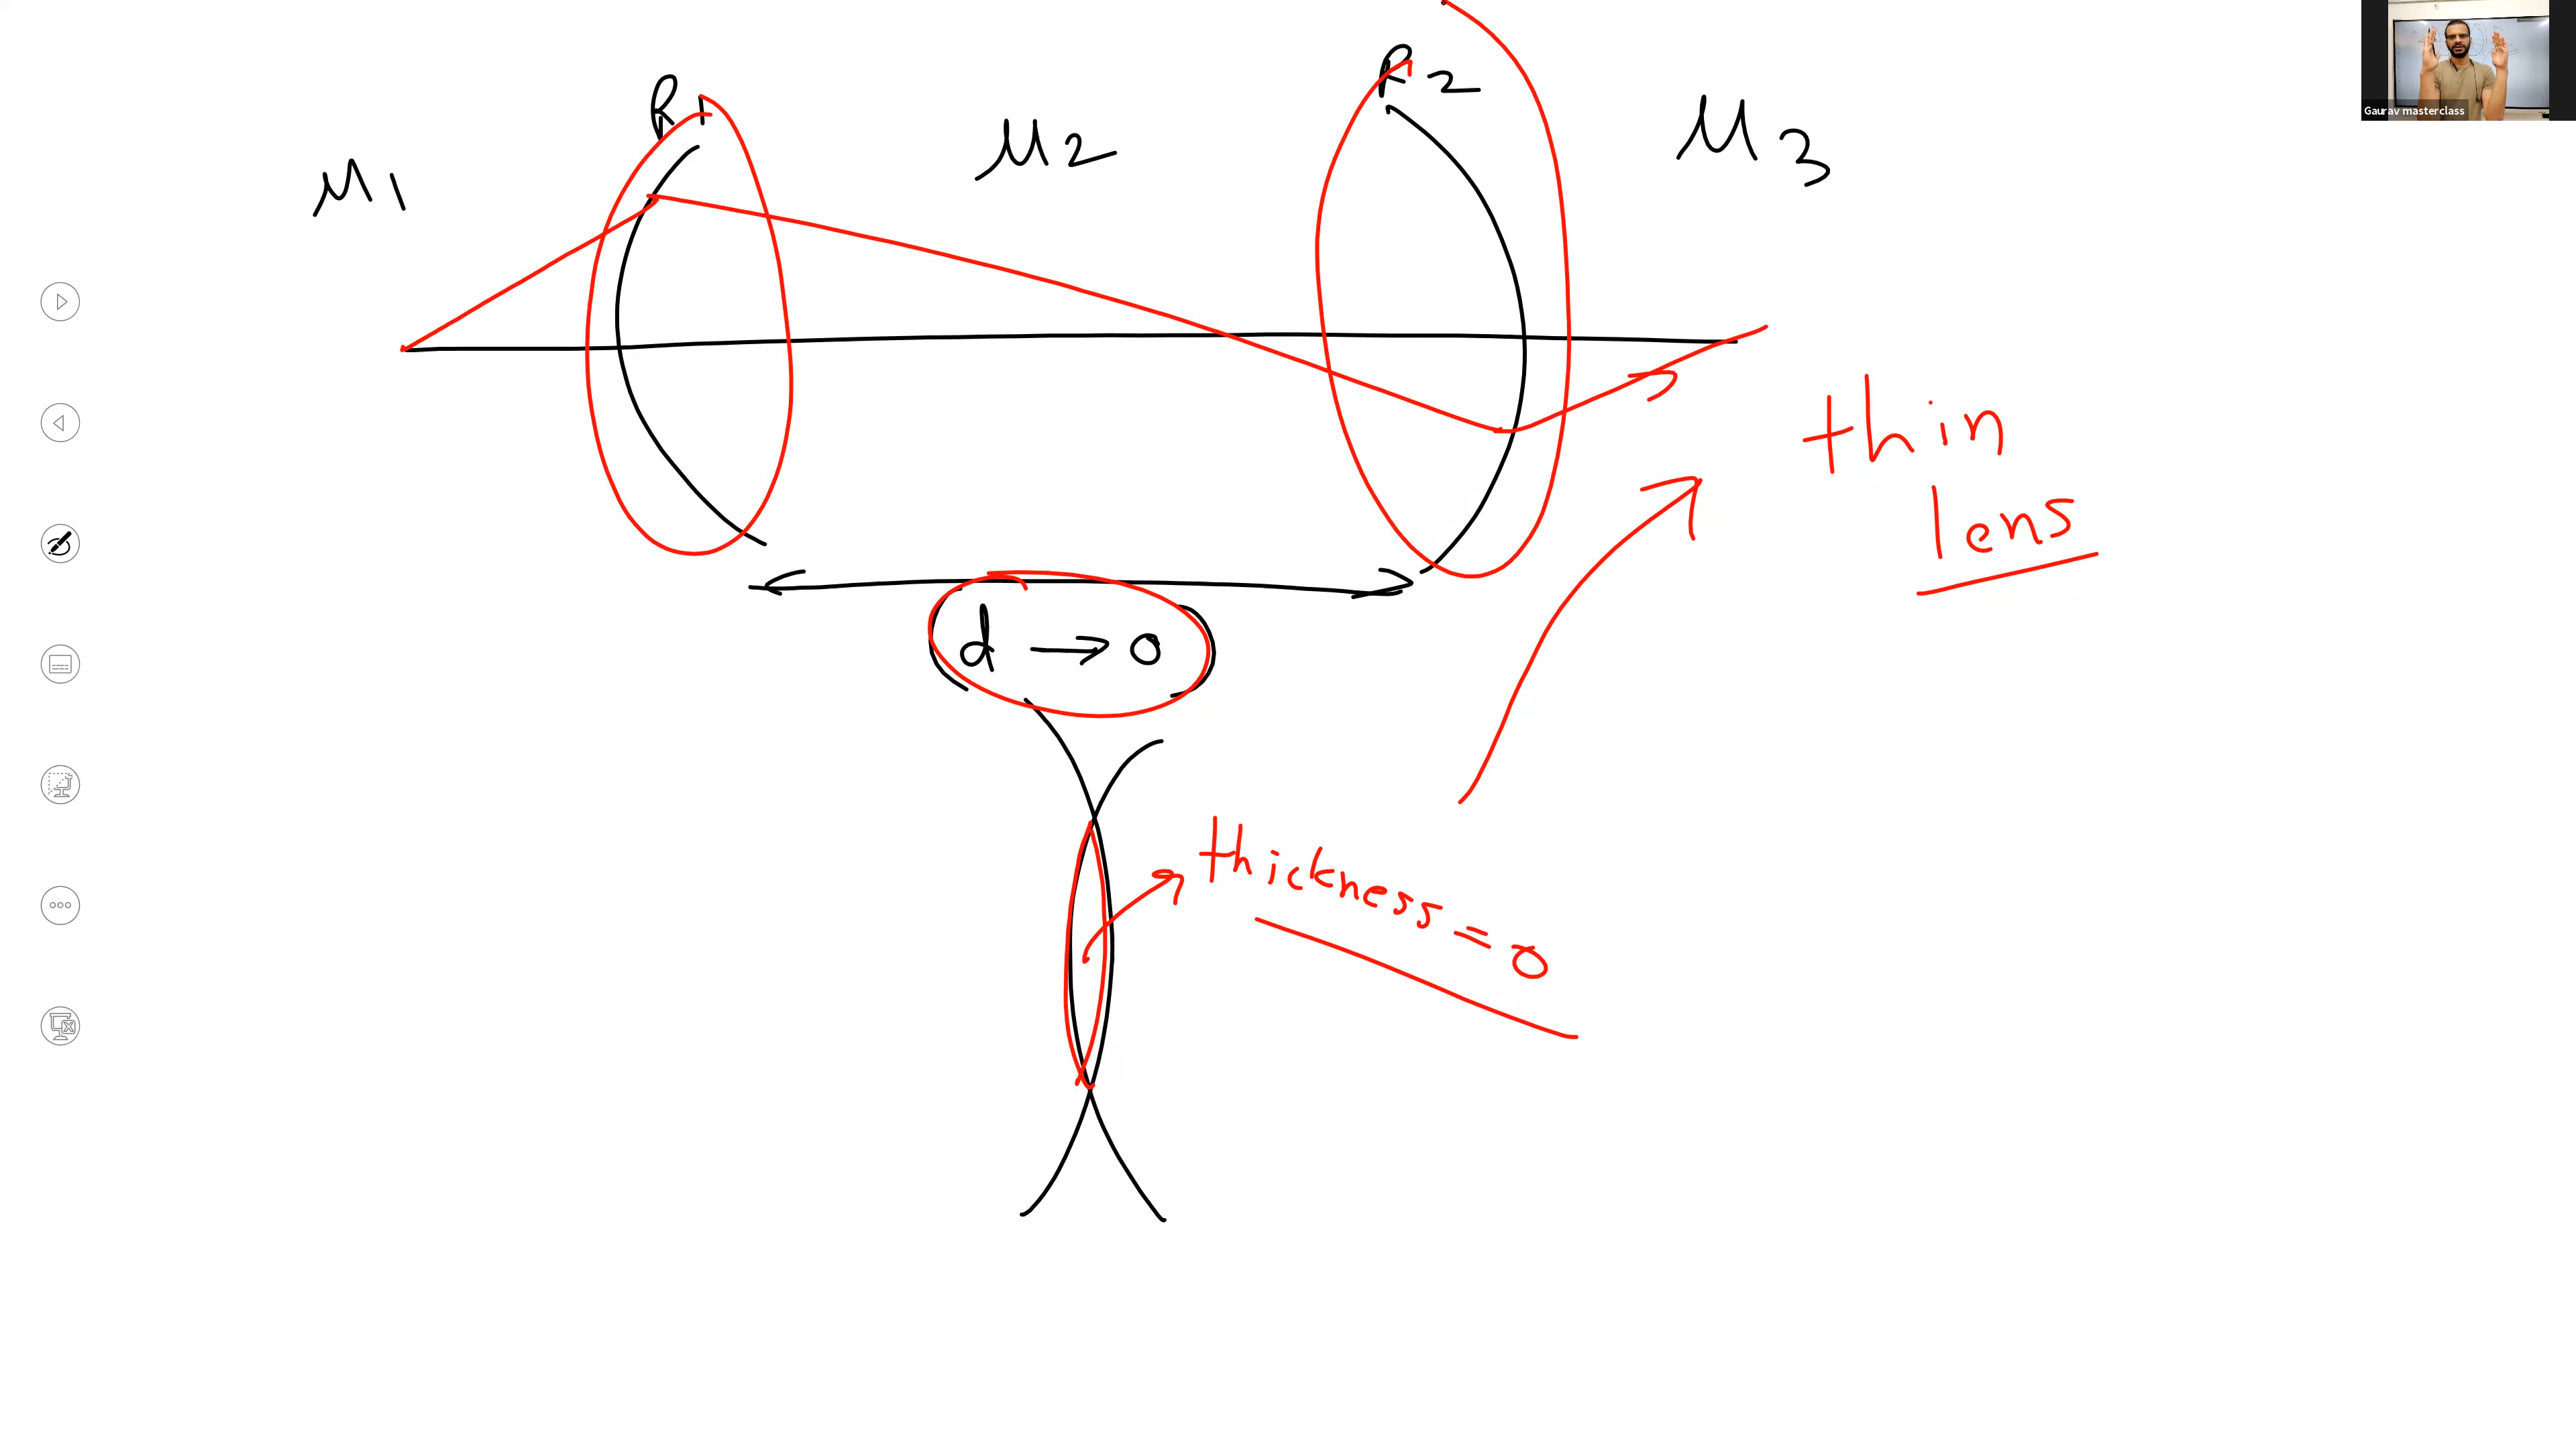 R1
R2
μ1
μ2
μ3
thin
lens
d → 0
thickness = 0
Gaurav masterclass